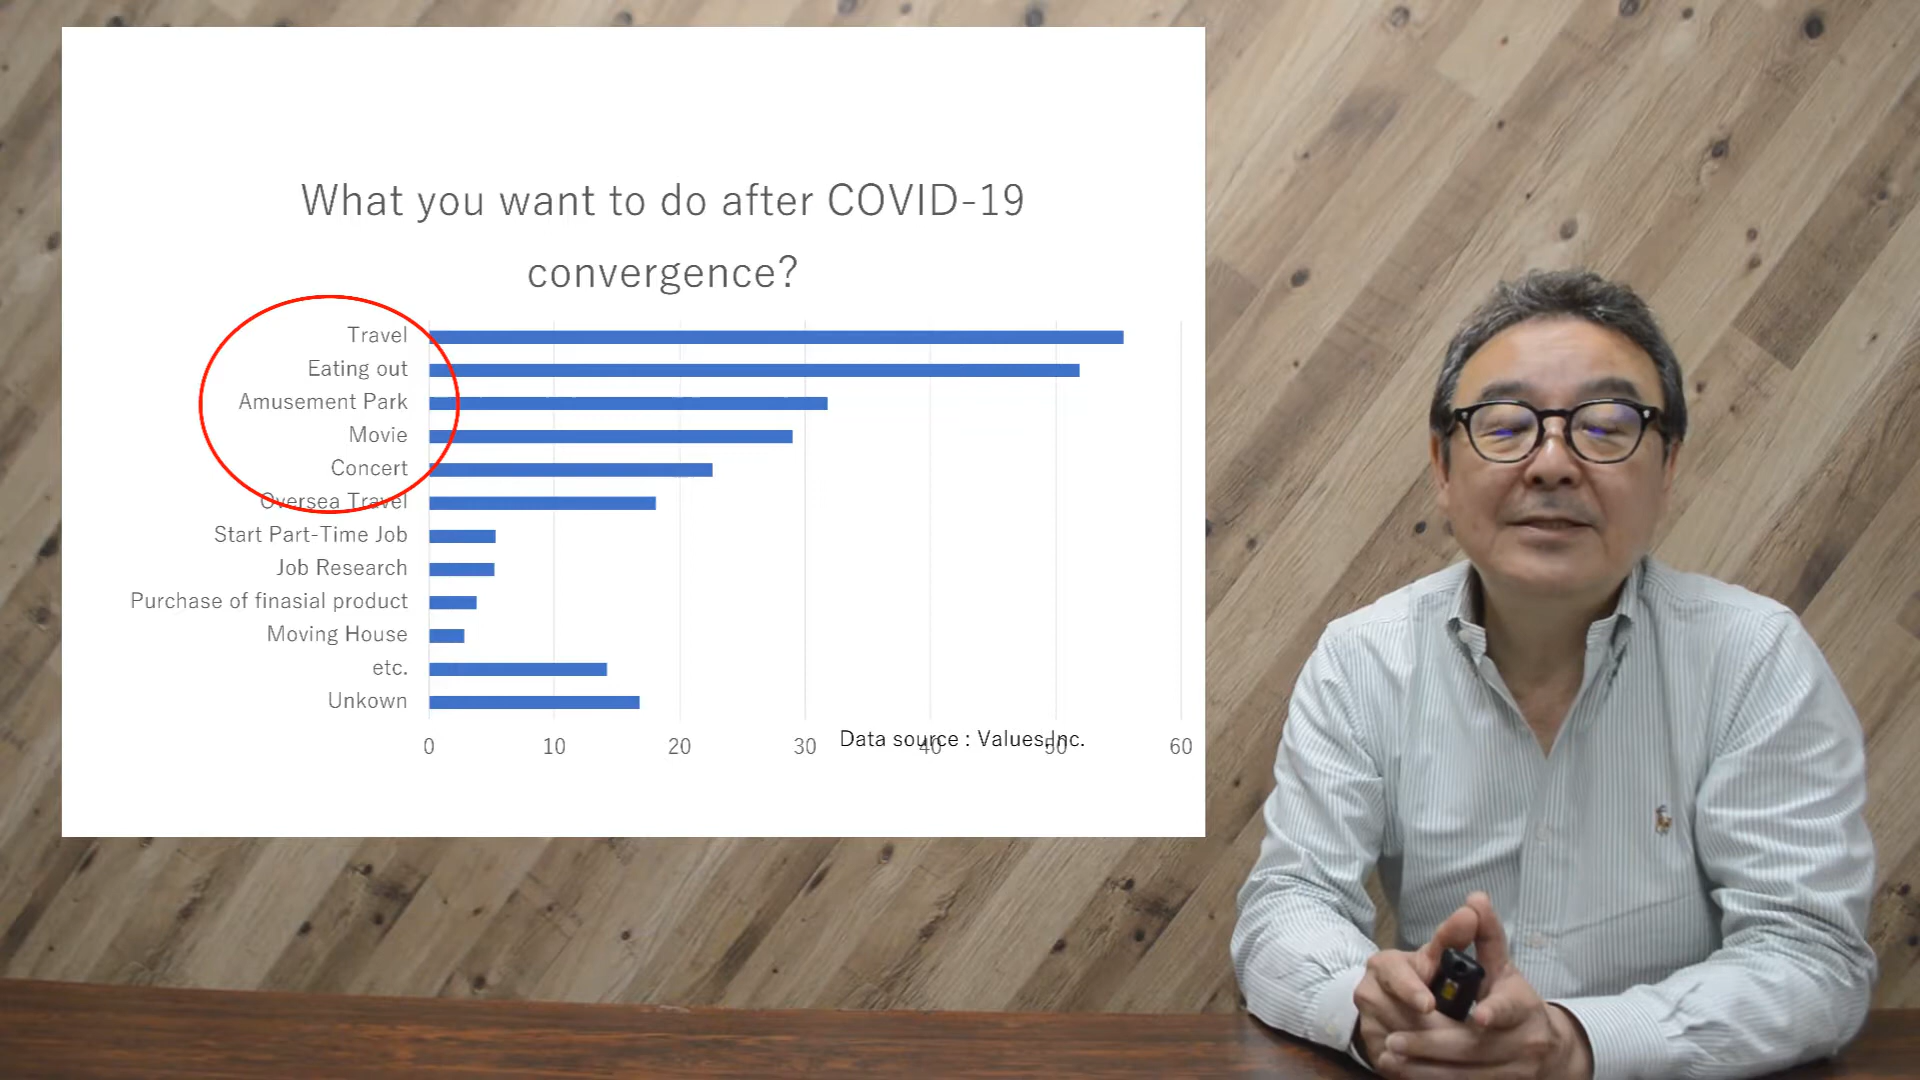 What you want to do after COVID-19
convergence?
Travel
Eating out
Amusement Park
Movie
Concert
Oversea Travel
Start Part-Time Job
Job Research
Purchase of finasial product
Moving House
etc.
Unkown
0 10 20 30 40 50 60
Data source : Values,Inc.